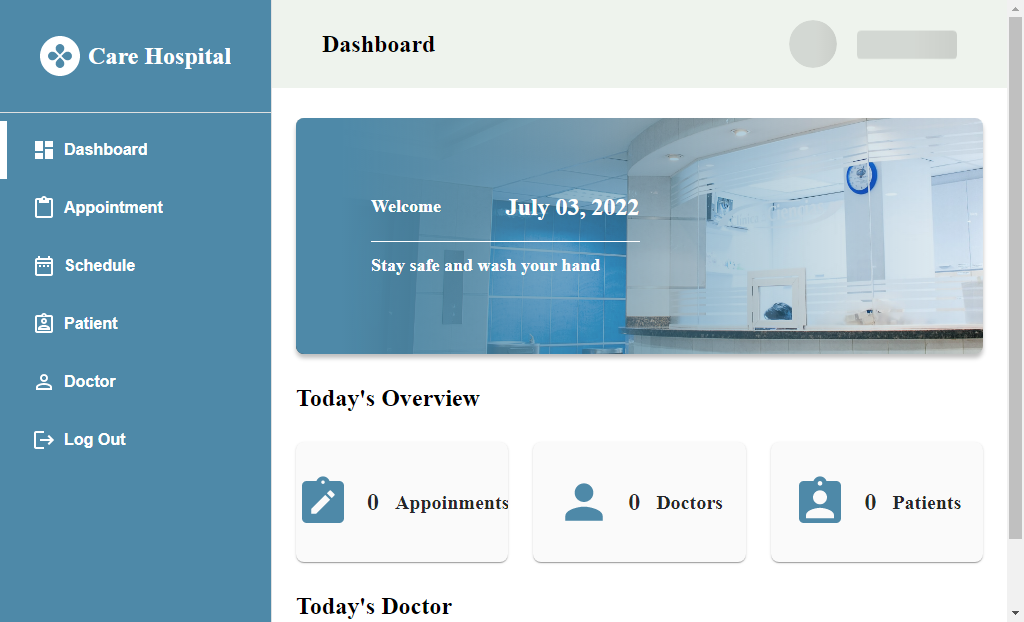 Care Hospital
Dashboard
Appointment
Schedule
Patient
Doctor
Log Out
Dashboard
Welcome
July 03, 2022
Stay safe and wash your hand
Today's Overview
0 Appoinments
0 Doctors
0 Patients
Today's Doctor